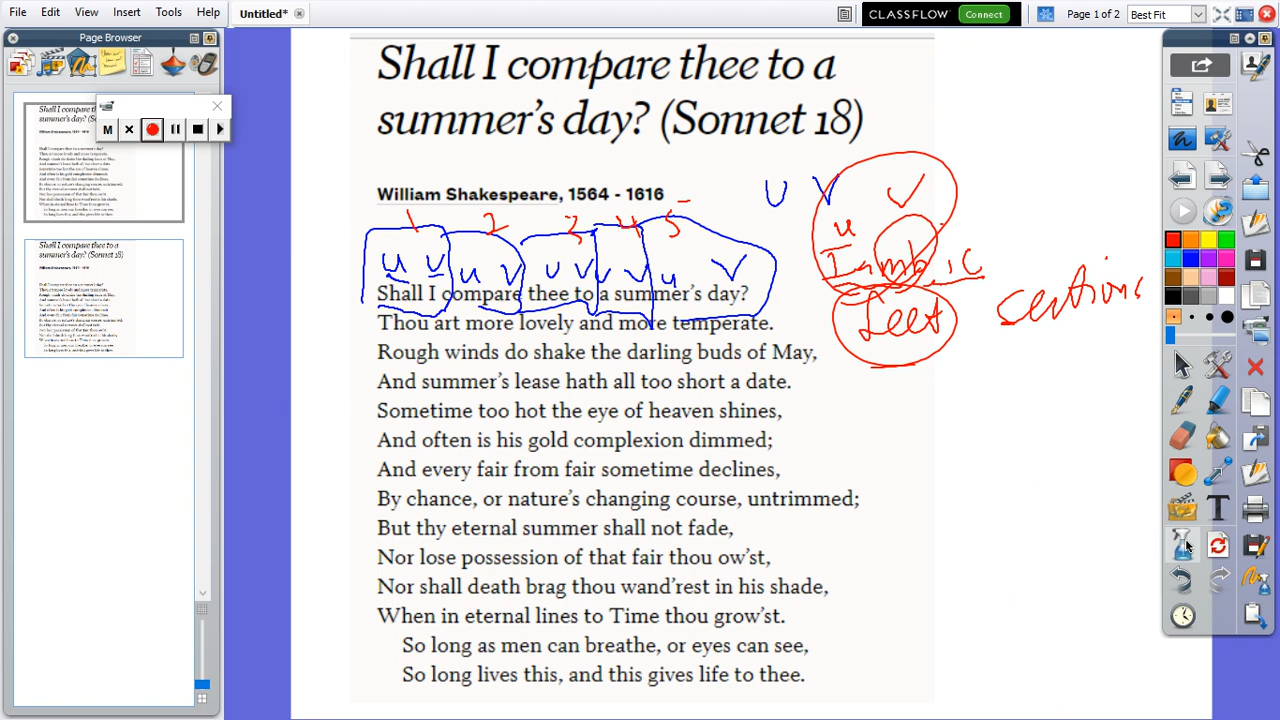 File Edit View Insert Tools Help
Untitled*
CLASSFLOW Connect
Page 1 of 2
Best Fit
Page Browser
M
Shall I compare thee to a
summer's day? (Sonnet 18)
William Shakespeare, 1564 - 1616
U V
V
u
1 2 3 4 5
u v u v u v v v u v
Iambic
Shall I compare thee to a summer's day?
feet
sections
Thou art more lovely and more temperate.
Rough winds do shake the darling buds of May,
And summer's lease hath all too short a date.
Sometime too hot the eye of heaven shines,
And often is his gold complexion dimmed;
And every fair from fair sometime declines,
By chance, or nature's changing course, untrimmed;
But thy eternal summer shall not fade,
Nor lose possession of that fair thou ow'st,
Nor shall death brag thou wand'rest in his shade,
When in eternal lines to Time thou grow'st.
So long as men can breathe, or eyes can see,
So long lives this, and this gives life to thee.
T